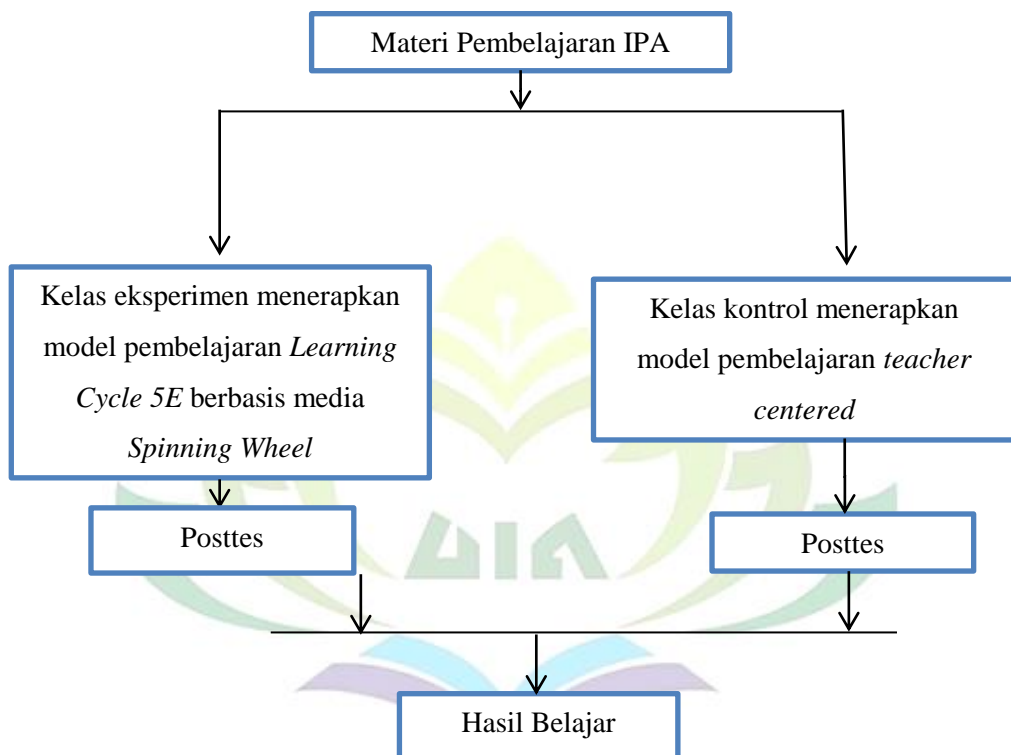 Materi Pembelajaran IPA
Kelas eksperimen menerapkan
model pembelajaran Learning
Cycle 5E berbasis media
Spinning Wheel
Kelas kontrol menerapkan
model pembelajaran teacher
centered
Posttes
Posttes
UIN
Hasil Belajar